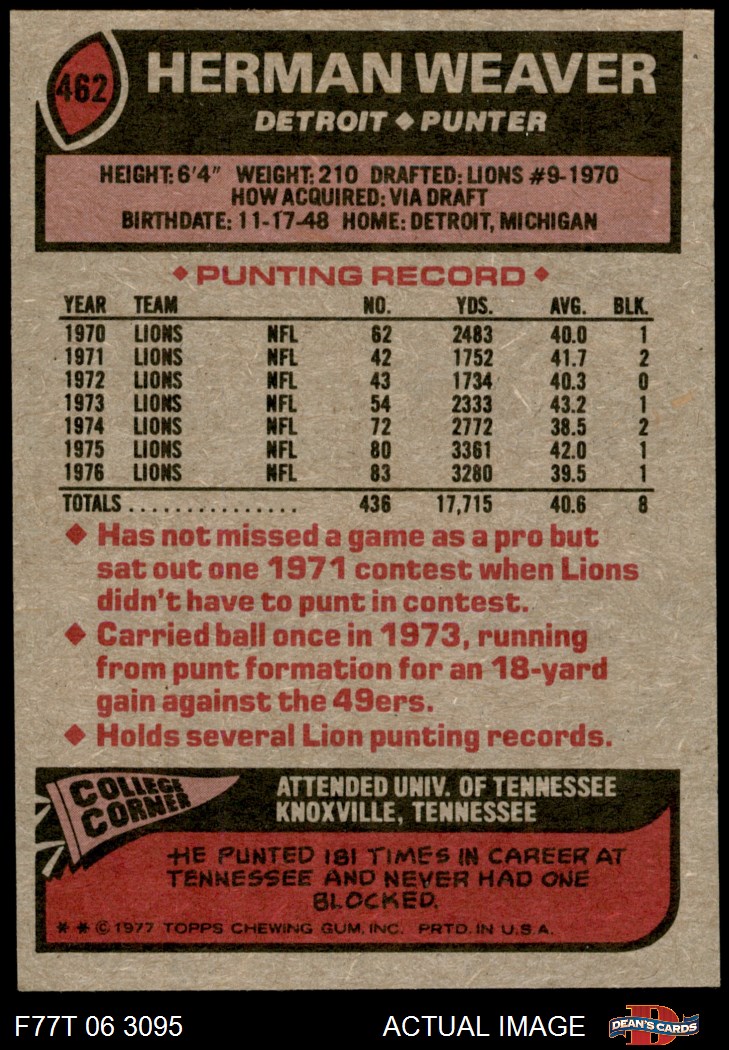 462
HERMAN WEAVER
DETROIT ◆ PUNTER
HEIGHT: 6'4" WEIGHT: 210 DRAFTED: LIONS #9-1970
HOW ACQUIRED: VIA DRAFT
BIRTHDATE: 11-17-48 HOME: DETROIT, MICHIGAN
◆ PUNTING RECORD ◆
YEAR TEAM NO. YDS. AVG. BLK.
1970 LIONS NFL 62 2483 40.0 1
1971 LIONS NFL 42 1752 41.7 2
1972 LIONS NFL 43 1734 40.3 0
1973 LIONS NFL 54 2333 43.2 1
1974 LIONS NFL 72 2772 38.5 2
1975 LIONS NFL 80 3361 42.0 1
1976 LIONS NFL 83 3280 39.5 1
TOTALS ............... 436 17,715 40.6 8
◆ Has not missed a game as a pro but
sat out one 1971 contest when Lions
didn't have to punt in contest.
◆ Carried ball once in 1973, running
from punt formation for an 18-yard
gain against the 49ers.
◆ Holds several Lion punting records.
COLLEGE
CORNER
ATTENDED UNIV. OF TENNESSEE
KNOXVILLE, TENNESSEE
HE PUNTED 181 TIMES IN CAREER AT
TENNESSEE AND NEVER HAD ONE
BLOCKED.
* * © 1977 TOPPS CHEWING GUM, INC. PRTD. IN U.S.A.
F77T 06 3095 ACTUAL IMAGE
D
DEAN'S CARDS